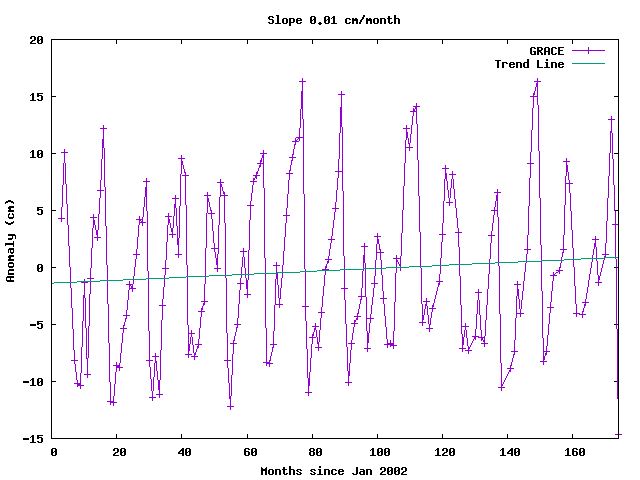 Slope 0.01 cm/month
GRACE
Trend Line
20
15
10
5
0
-5
-10
-15
Anomaly (cm)
0 20 40 60 80 100 120 140 160
Months since Jan 2002